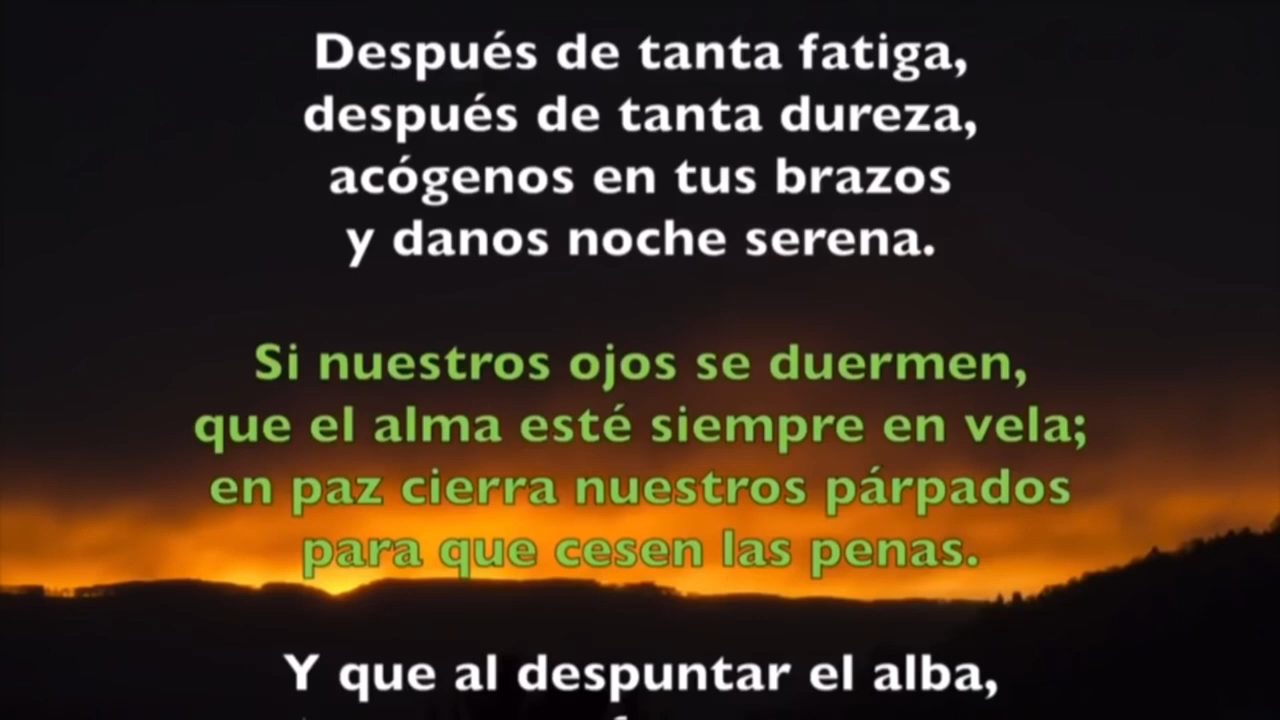 Después de tanta fatiga,
después de tanta dureza,
acógenos en tus brazos
y danos noche serena.
Si nuestros ojos se duermen,
que el alma esté siempre en vela;
en paz cierra nuestros párpados
para que cesen las penas.
Y que al despuntar el alba,